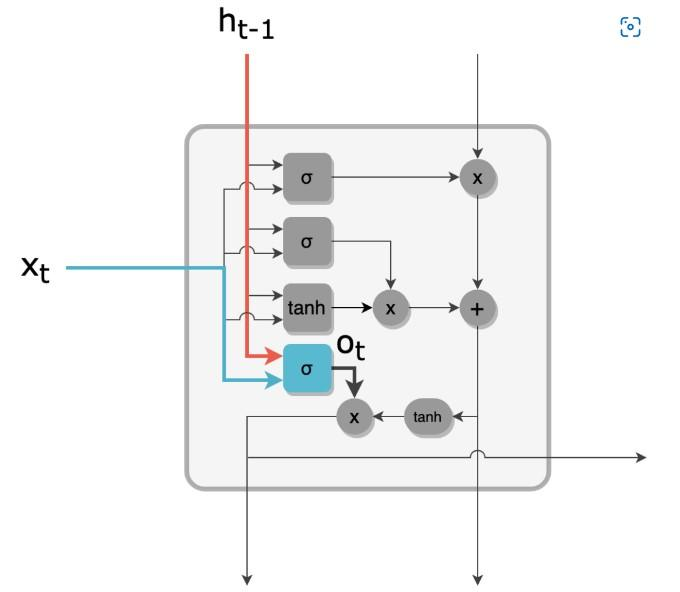 h_{t-1}
σ
x
σ
x_t
tanh
x
+
o_t
σ
x
tanh